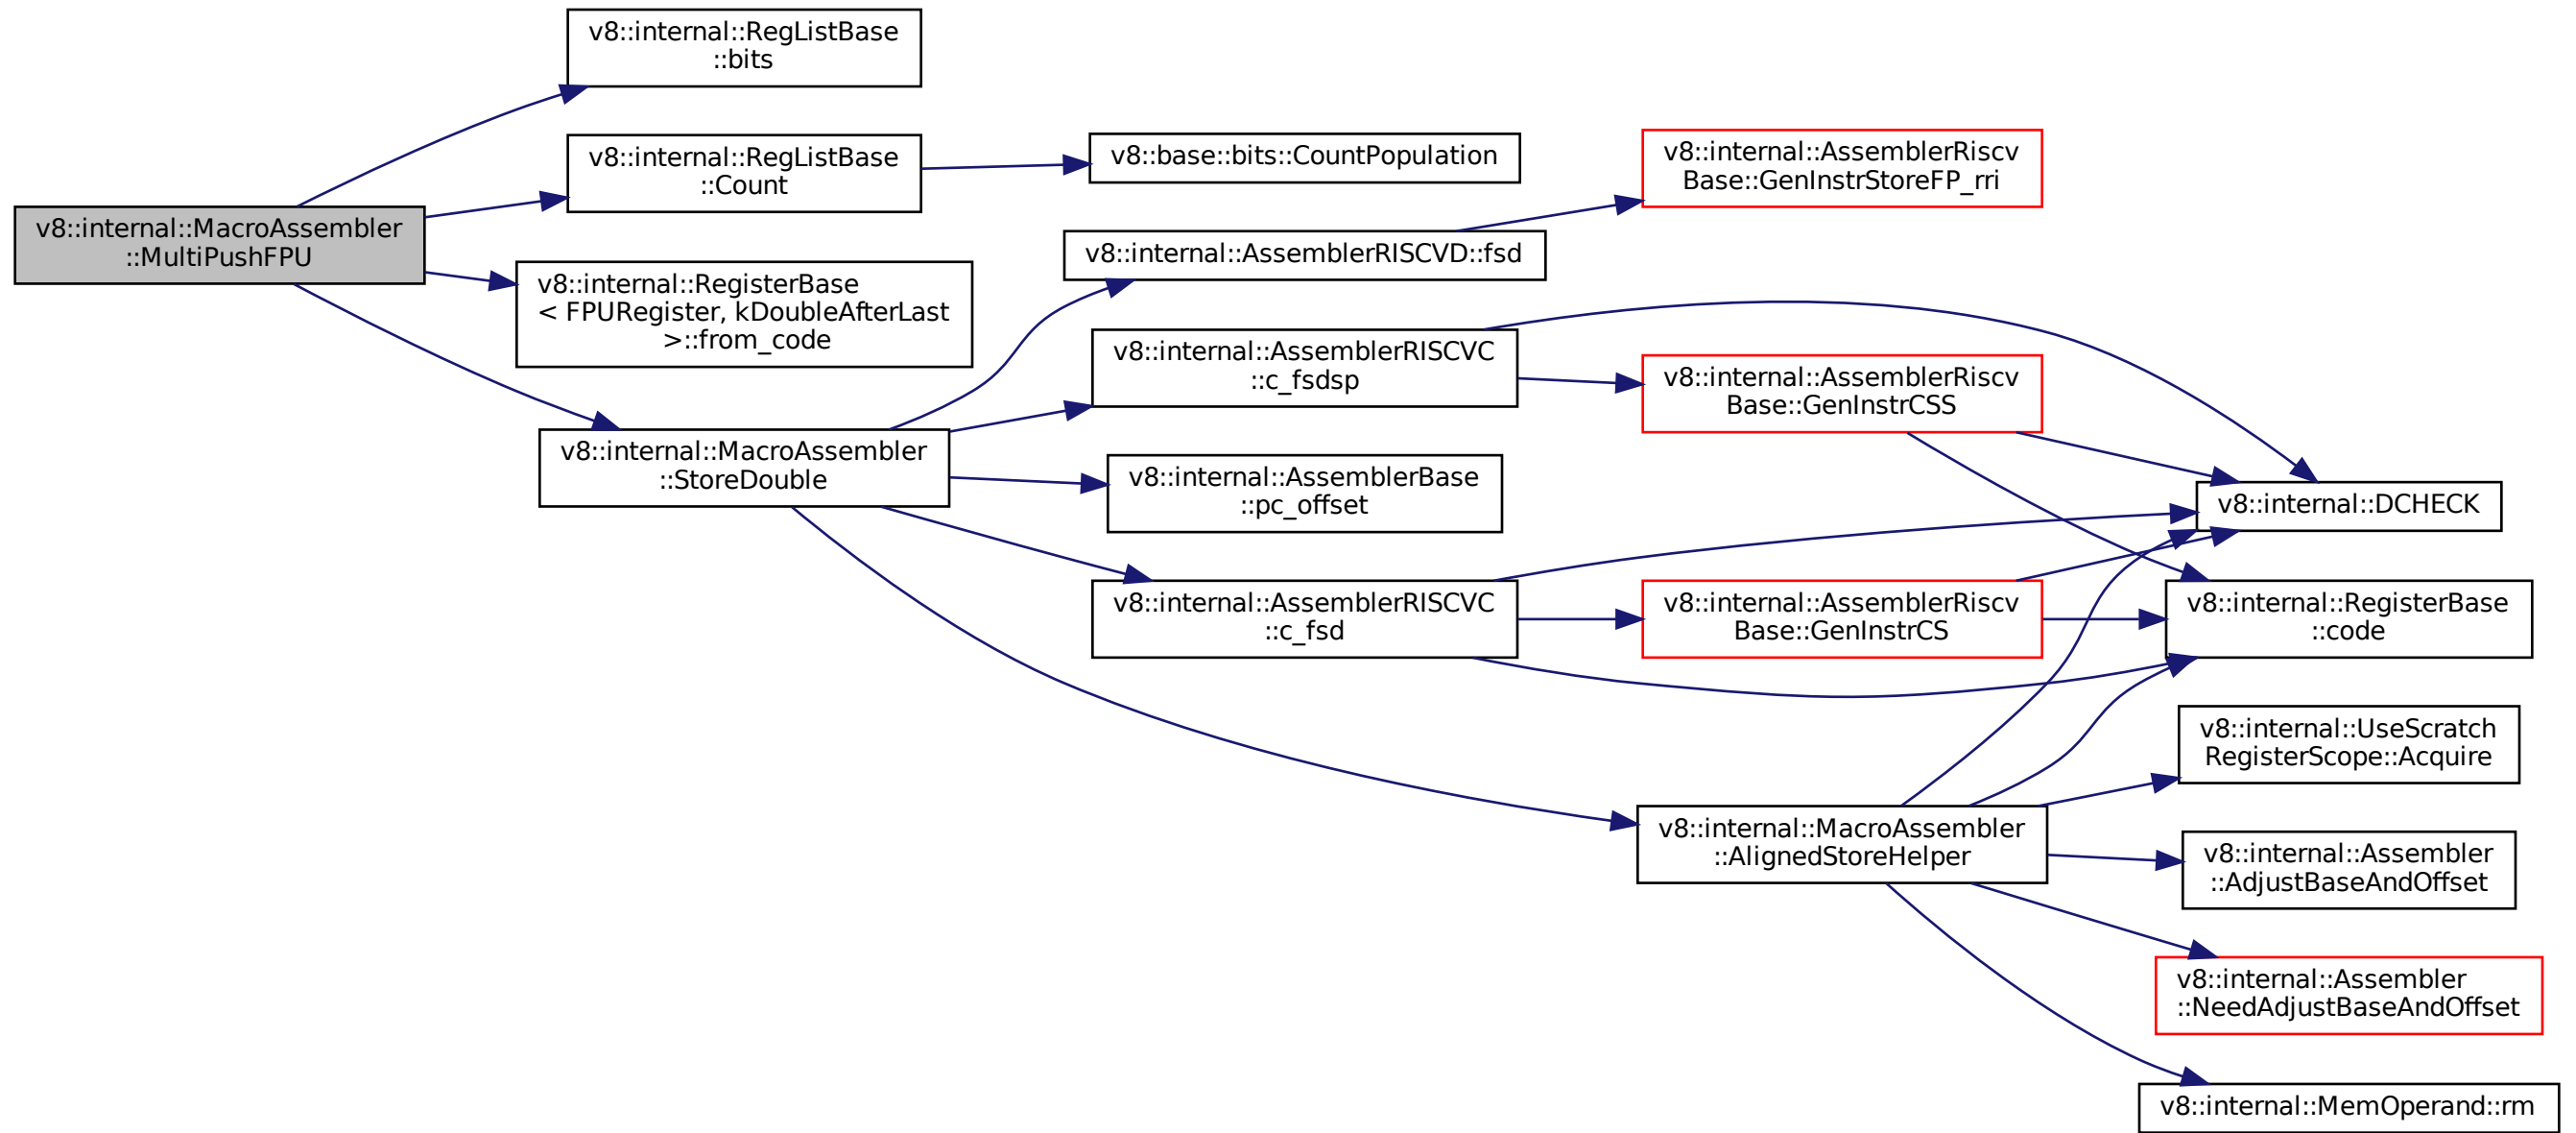 v8::internal::MacroAssembler
::MultiPushFPU
v8::internal::RegListBase
::bits
v8::internal::RegListBase
::Count
v8::internal::RegisterBase
< FPURegister, kDoubleAfterLast
>::from_code
v8::internal::MacroAssembler
::StoreDouble
v8::base::bits::CountPopulation
v8::internal::AssemblerRISCVD::fsd
v8::internal::AssemblerRISCVC
::c_fsdsp
v8::internal::AssemblerBase
::pc_offset
v8::internal::AssemblerRISCVC
::c_fsd
v8::internal::AssemblerRiscv
Base::GenInstrStoreFP_rri
v8::internal::AssemblerRiscv
Base::GenInstrCSS
v8::internal::AssemblerRiscv
Base::GenInstrCS
v8::internal::MacroAssembler
::AlignedStoreHelper
v8::internal::DCHECK
v8::internal::RegisterBase
::code
v8::internal::UseScratch
RegisterScope::Acquire
v8::internal::Assembler
::AdjustBaseAndOffset
v8::internal::Assembler
::NeedAdjustBaseAndOffset
v8::internal::MemOperand::rm